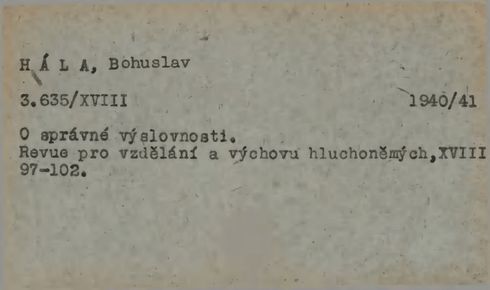 H Á L A, Bohuslav
3.635/XVIII 1940/41
O správné výslovnosti.
Revue pro vzdělání a výchovu hluchoněmých,XVIII
97-102.